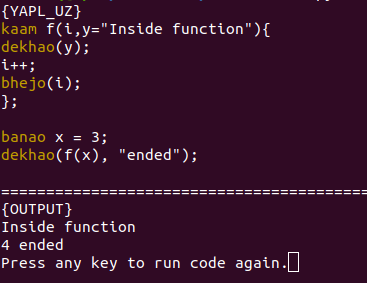 {YAPL_UZ}
kaam f(i,y="Inside function"){
dekhao(y);
i++;
bhejo(i);
};
banao x = 3;
dekhao(f(x), "ended");
=========================================
{OUTPUT}
Inside function
4 ended
Press any key to run code again.